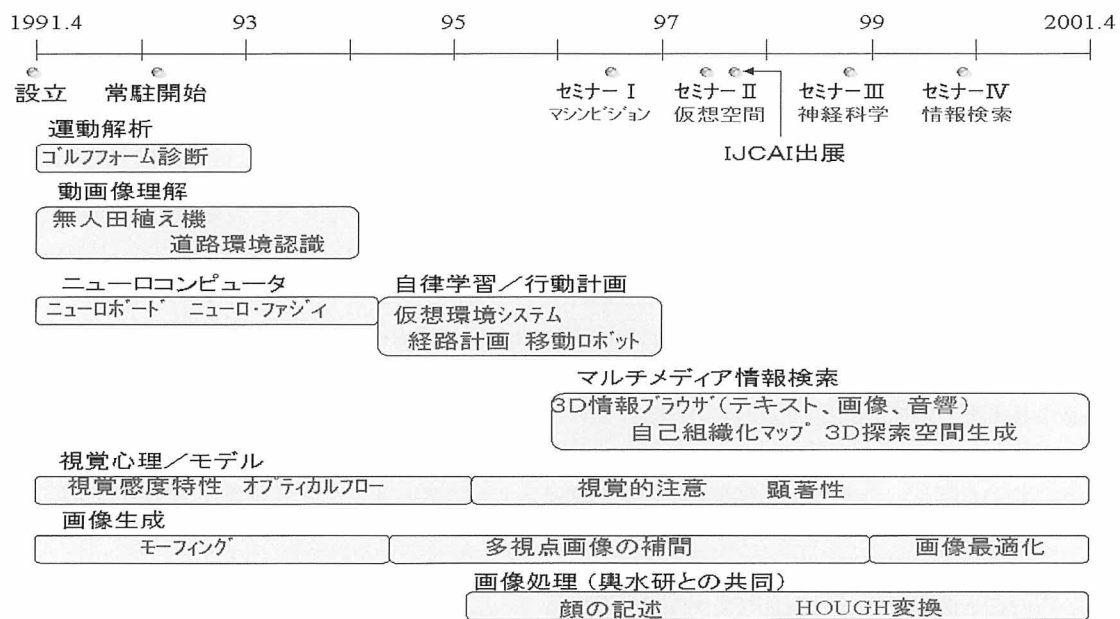 1991.4 93 95 97 99 2001.4
設立 常駐開始 セミナーⅠ セミナーⅡ セミナーⅢ セミナーⅣ
マシンビジョン 仮想空間 神経科学 情報検索
運動解析
IJCAI出展
ゴルフフォーム診断
動画像理解
無人田植え機
道路環境認識
ニューロコンピュータ 自律学習／行動計画
ニューロボード ニューロ・ファジィ 仮想環境システム
経路計画 移動ロボット
マルチメディア情報検索
3D情報ブラウザ(テキスト、画像、音響)
自己組織化マップ 3D探索空間生成
視覚心理／モデル
視覚感度特性 オプティカルフロー 視覚的注意 顕著性
画像生成
モーフィング 多視点画像の補間 画像最適化
画像処理(輿水研との共同)
顔の記述 HOUGH変換